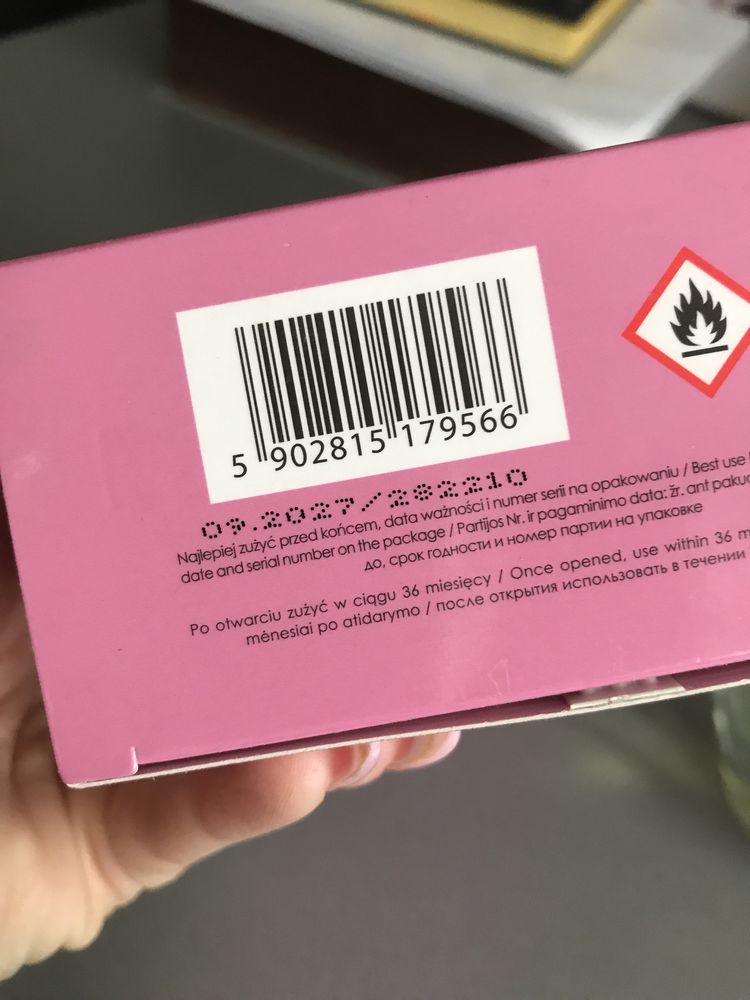 5 902815 179566
09.2027/282210
Najlepiej zużyć przed końcem, data ważności i numer serii na opakowaniu / Best use
date and serial number on the package / Partijos Nr. ir pagaminimo data: žr. ant
до, срок годности и номер партии на упаковке
Po otwarciu zużyć w ciągu 36 miesięcy / Once opened, use within 36
mėnesiai po atidarymo / после открытия использовать в течении